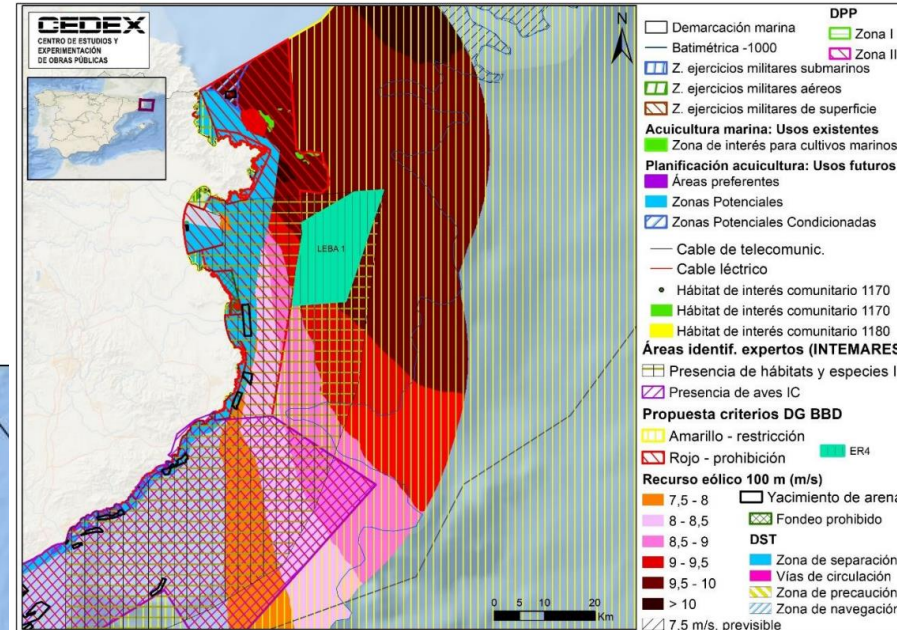 CEDEX
CENTRO DE ESTUDIOS Y
EXPERIMENTACIÓN
DE OBRAS PÚBLICAS
N
LEBA 1
0 5 10 20
Km
Demarcación marina
Batimétrica -1000
Z. ejercicios militares submarinos
Z. ejercicios militares aéreos
Z. ejercicios militares de superficie
DPP
Zona I
Zona II
Acuicultura marina: Usos existentes
Zona de interés para cultivos marinos
Planificación acuicultura: Usos futuros
Áreas preferentes
Zonas Potenciales
Zonas Potenciales Condicionadas
Cable de telecomunic.
Cable léctrico
Hábitat de interés comunitario 1170
Hábitat de interés comunitario 1170
Hábitat de interés comunitario 1180
Áreas identif. expertos (INTEMARES
Presencia de hábitats y especies I
Presencia de aves IC
Propuesta criterios DG BBD
Amarillo - restricción
Rojo - prohibición
ER4
Recurso eólico 100 m (m/s)
7,5 - 8
8 - 8,5
8,5 - 9
9 - 9,5
9,5 - 10
> 10
7,5 m/s, previsible
Yacimiento de arena
Fondeo prohibido
DST
Zona de separación
Vías de circulación
Zona de precaución
Zona de navegación